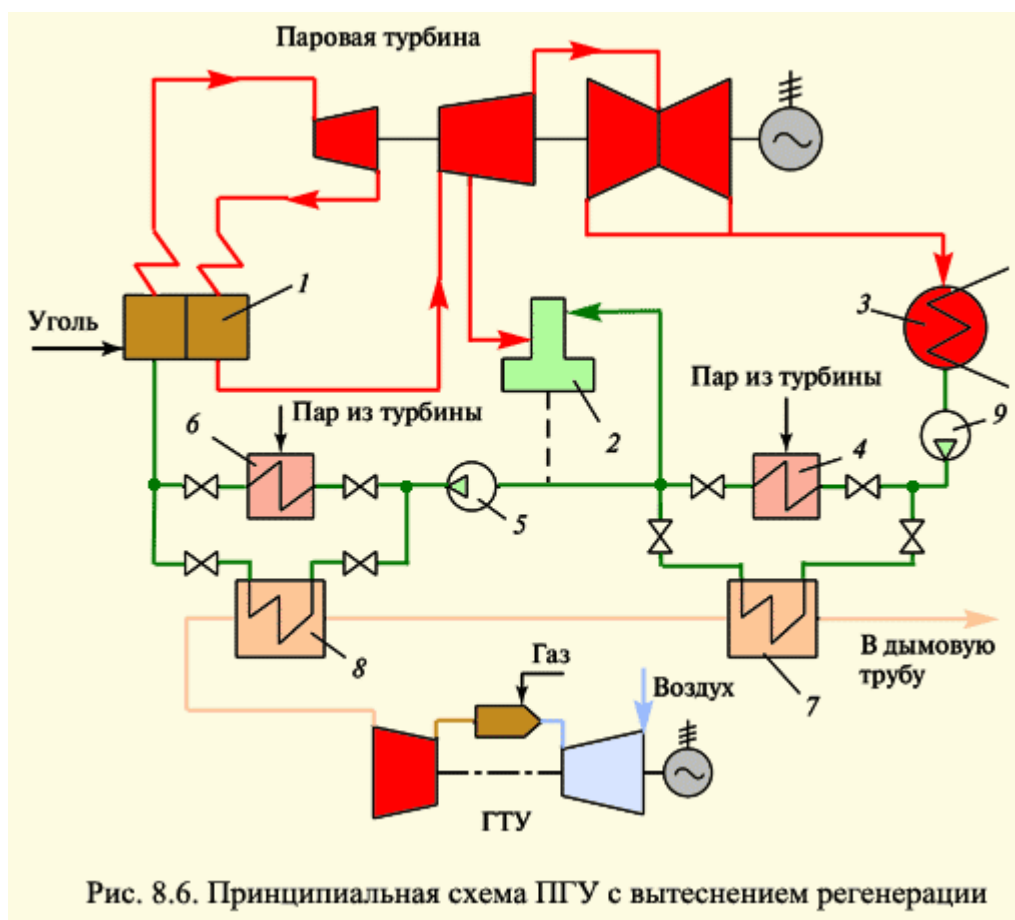 Паровая турбина
1
Уголь
3
Пар из турбины
9
Пар из турбины
6
2
4
5
В дымовую
трубу
8
Газ
7
Воздух
ГТУ
Рис. 8.6. Принципиальная схема ПГУ с вытеснением регенерации